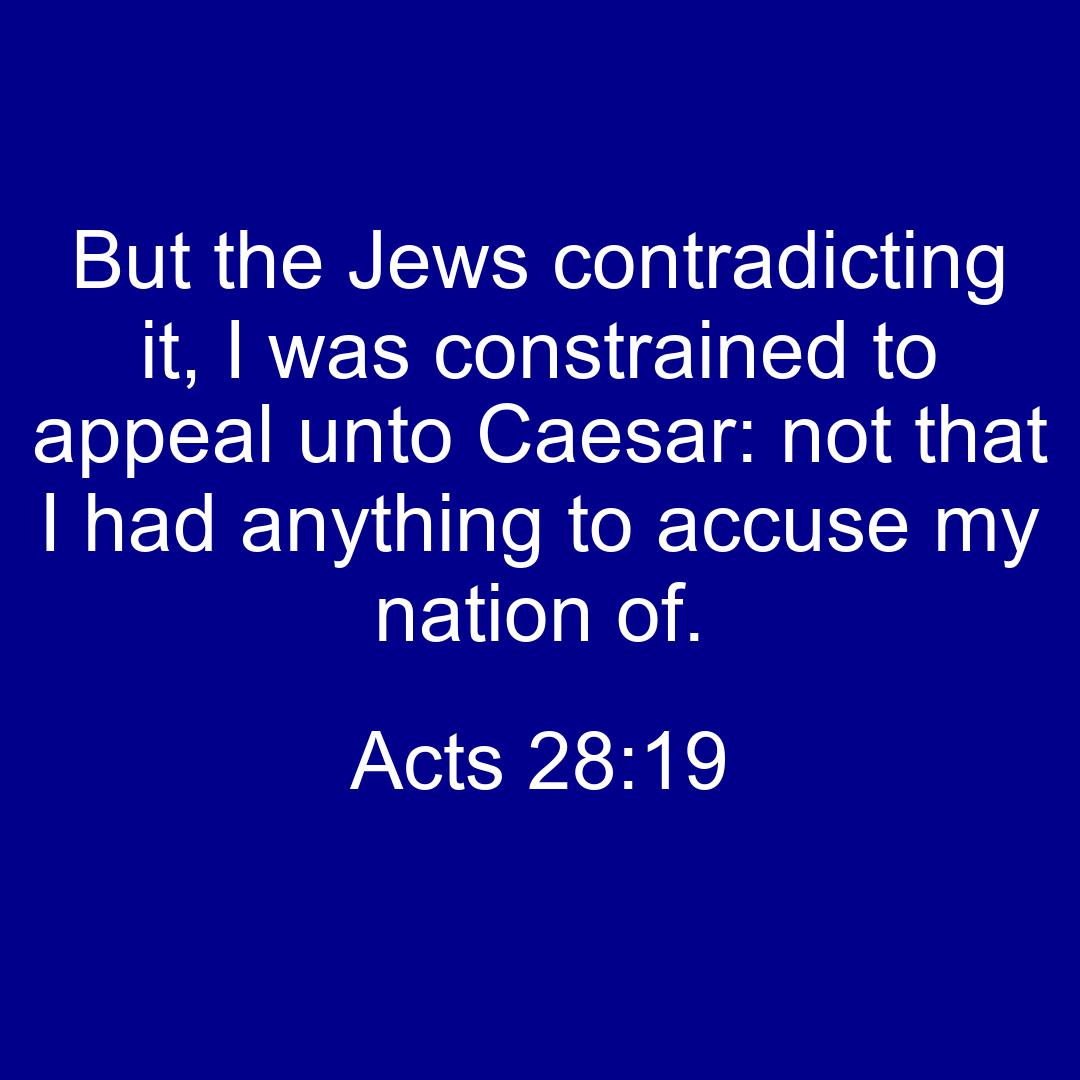 But the Jews contradicting
it, I was constrained to
appeal unto Caesar: not that
I had anything to accuse my
nation of.
Acts 28:19